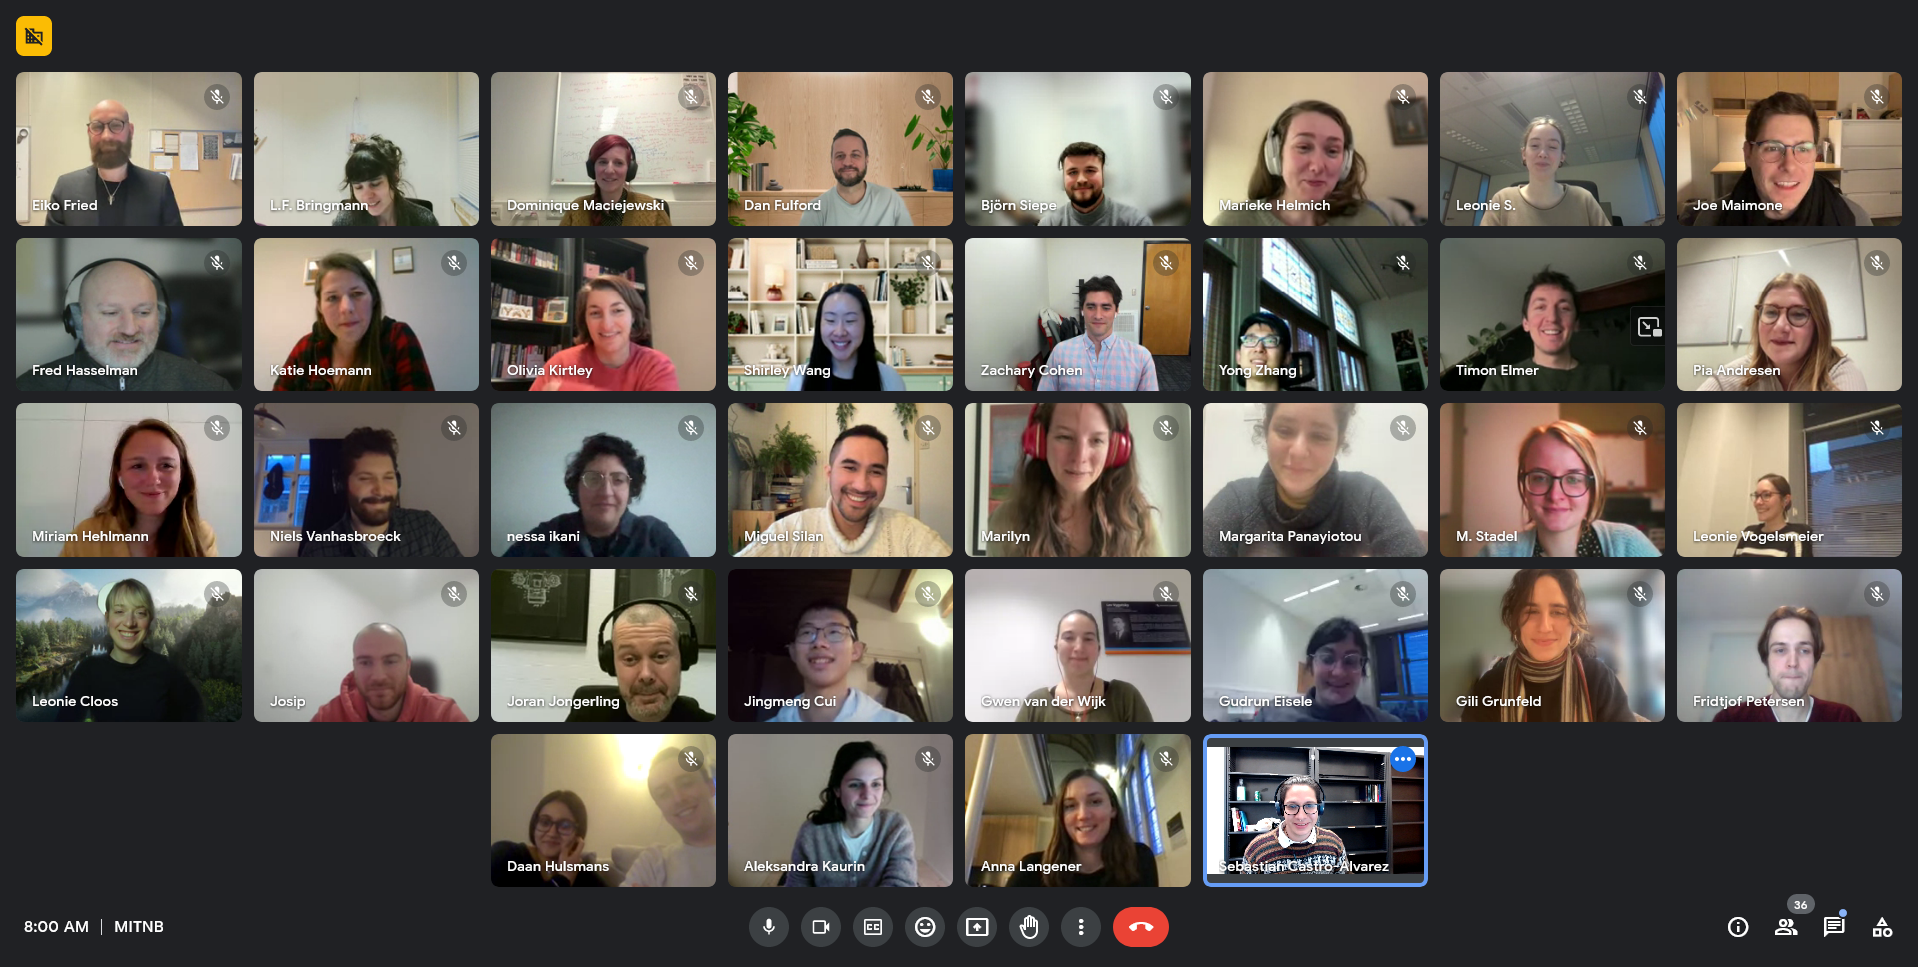 Eiko Fried
L.F. Bringmann
Dominique Maciejewski
Dan Fulford
Björn Siepe
Marieke Helmich
Leonie S.
Joe Maimone
Fred Hasselman
Katie Hoemann
Olivia Kirtley
Shirley Wang
Zachary Cohen
Yong Zhang
Timon Elmer
Pia Andresen
Miriam Hehlmann
Niels Vanhasbroeck
nessa ikani
Miguel Silan
Marilyn
Margarita Panayiotou
M. Stadel
Leonie Vogelsmeier
Leonie Cloos
Josip
Joran Jongerling
Jingmeng Cui
Gwen van der Wijk
Gudrun Eisele
Gili Grunfeld
Fridtjof Petersen
Daan Hulsmans
Aleksandra Kaurin
Anna Langener
Sebastian Castro-Alvarez
8:00 AM | MITNB
CC
36